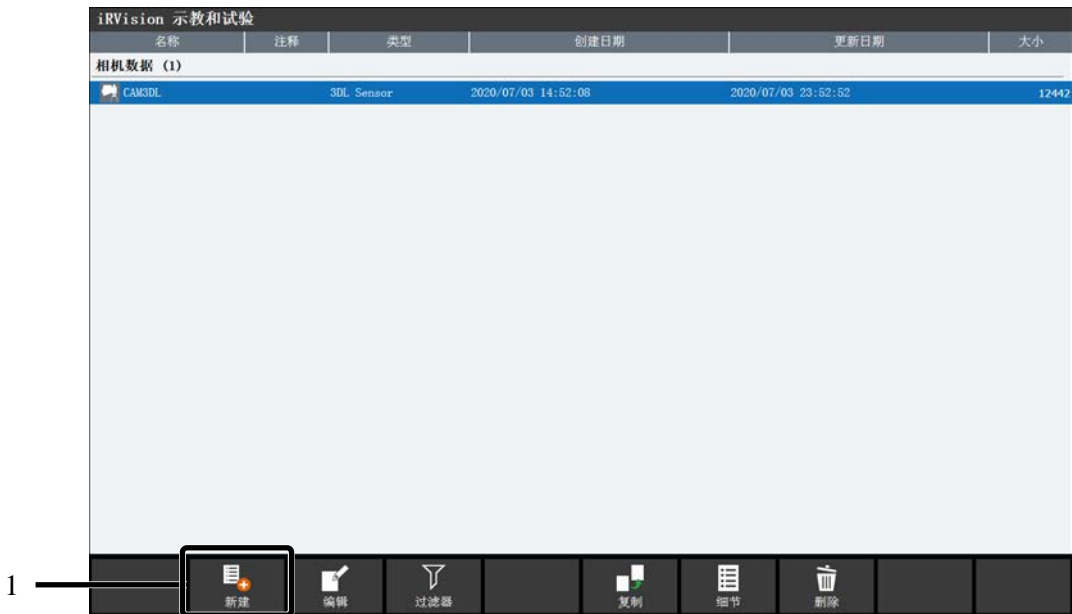 iRVision 示教和试验
名称 注释 类型 创建日期 更新日期 大小
相机数据 (1)
CAM3DL 3DL Sensor 2020/07/03 14:52:08 2020/07/03 23:52:52 12442
1
新建 编辑 过滤器 复制 细节 删除